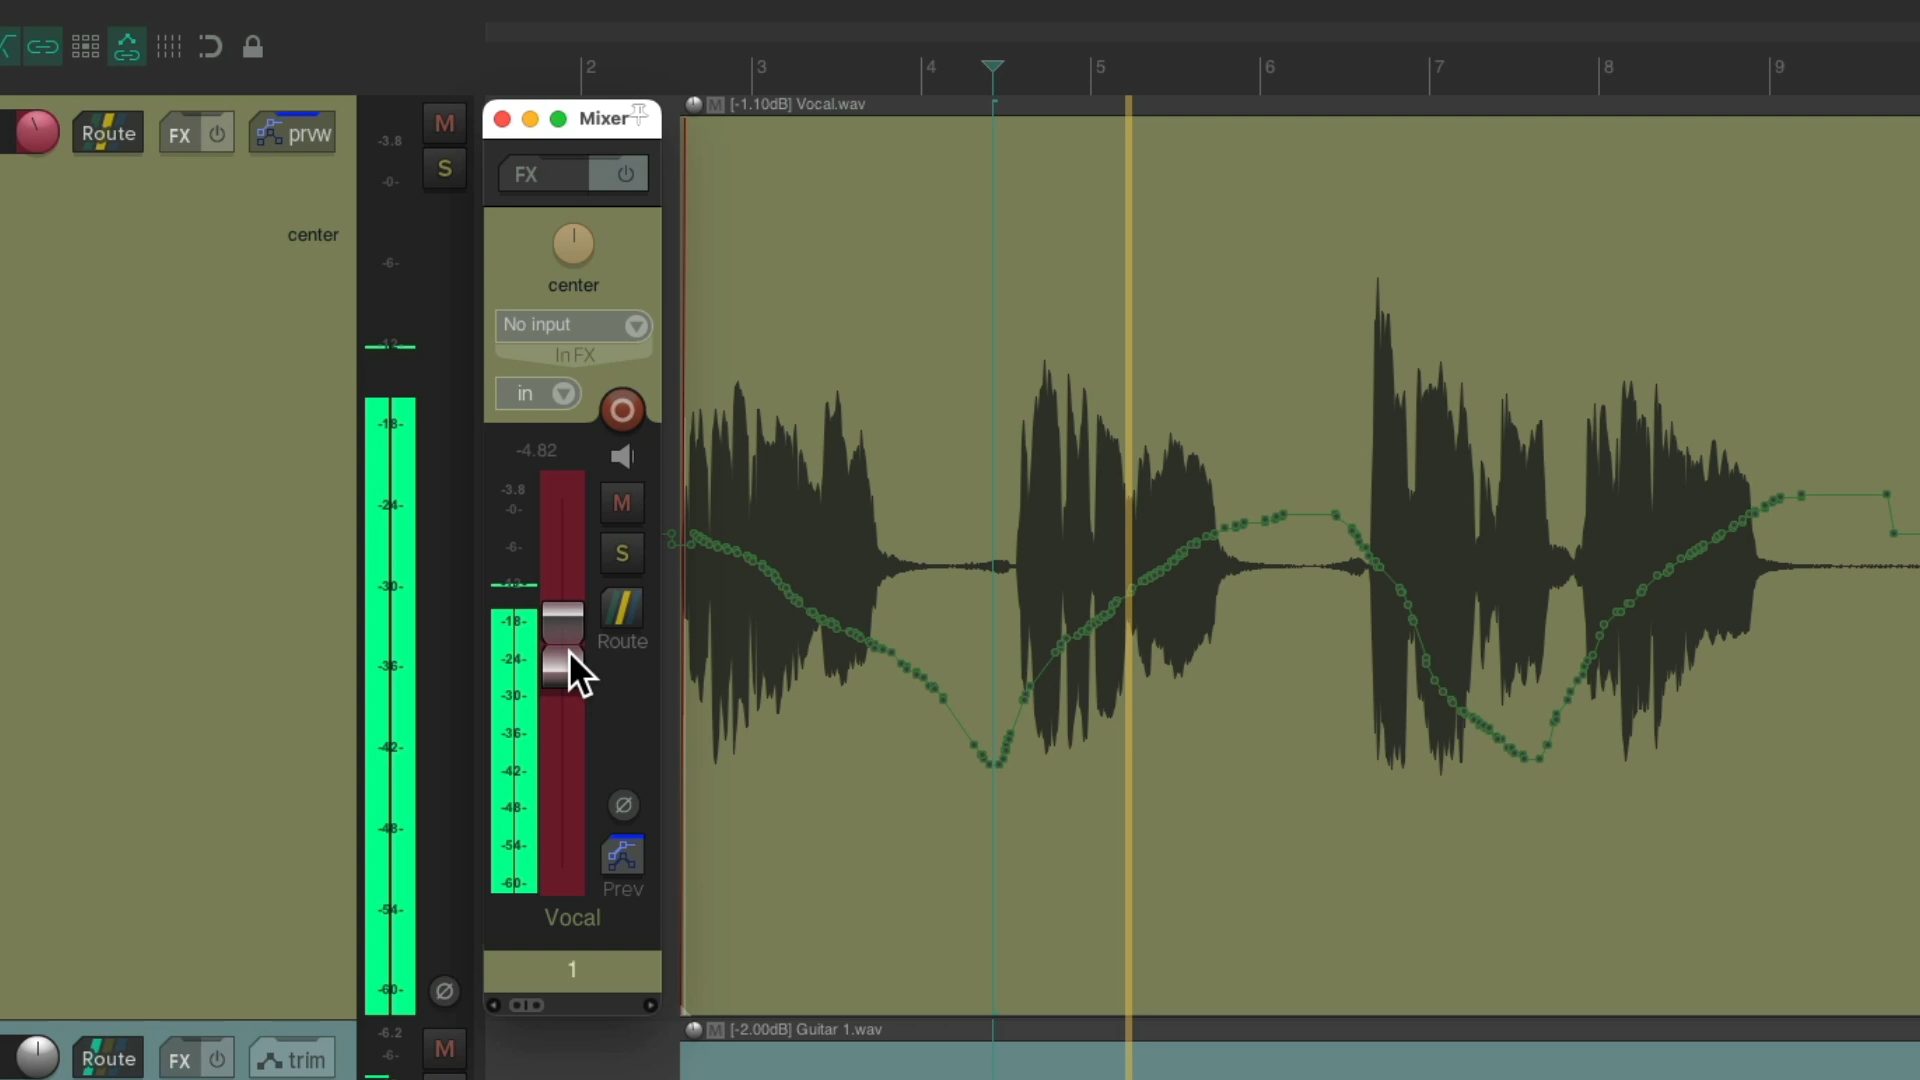 2
3
4
5
6
7
8
9
Route
FX
prvw
M
S
center
-3.8
-0-
-6-
-12-
-18-
-24-
-30-
-36-
-42-
-48-
-54-
-60-
Mixer
FX
center
No input
In FX
in
-4.82
-3.8
-0-
-6-
-12-
-18-
-24-
-30-
-36-
-42-
-48-
-54-
-60-
M
S
Route
Prev
Vocal
1
M [-1.10dB] Vocal.wav
M [-2.00dB] Guitar 1.wav
Route
FX
trim
-6.2
-6-
M